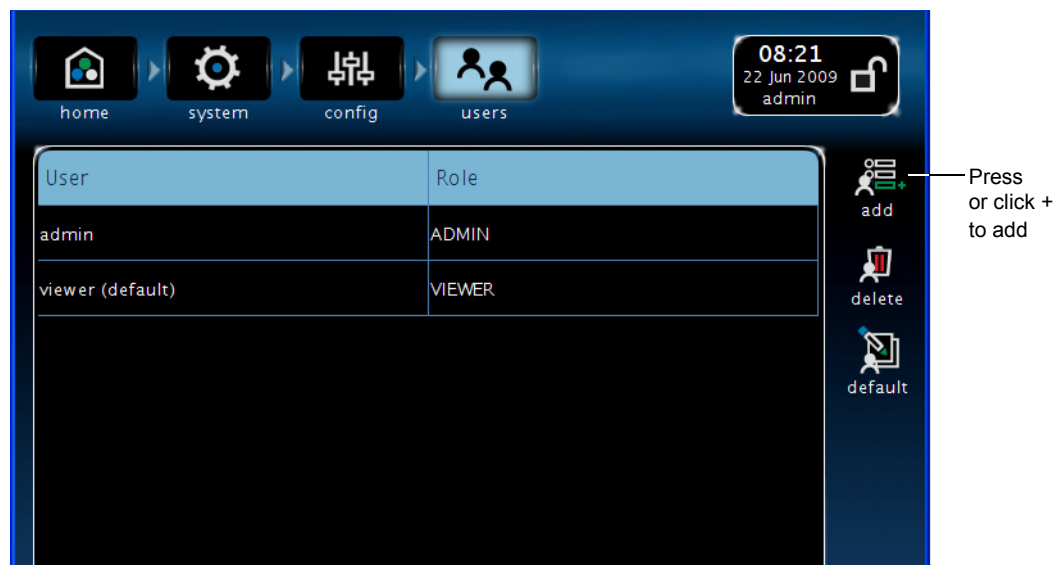 08:21
22 Jun 2009
admin
home
system
config
users
User
Role
admin
ADMIN
viewer (default)
VIEWER
add
delete
default
Press
or click +
to add